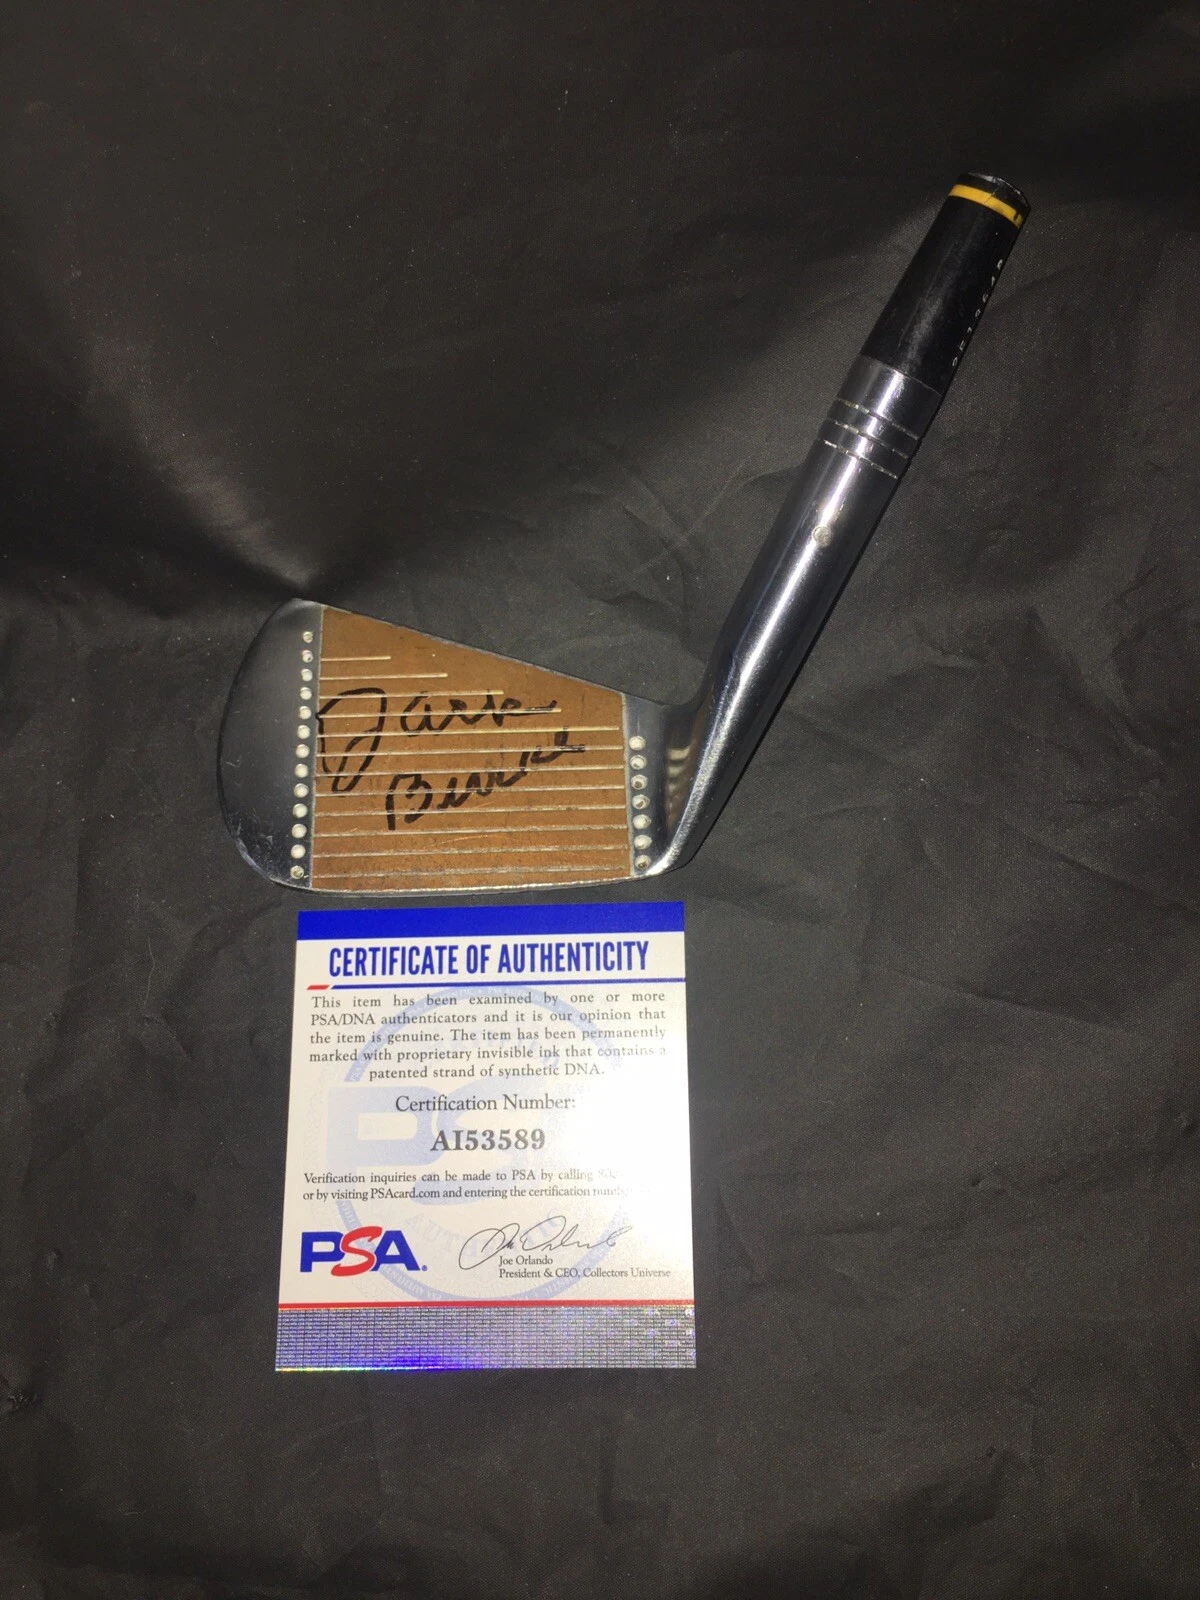 Jack
Burke
CERTIFICATE OF AUTHENTICITY
This item has been examined by one or more
PSA/DNA authenticators and it is our opinion that
the item is genuine. The item has been permanently
marked with proprietary invisible ink that contains a
patented strand of synthetic DNA.
Certification Number:
AI53589
Verification inquiries can be made to PSA by calling
or by visiting PSAcard.com and entering the certification
PSA
Joe Orlando
President & CEO, Collectors Universe